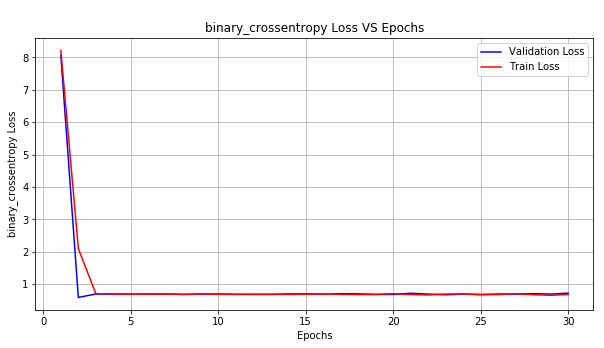 binary_crossentropy Loss VS Epochs
Validation Loss
Train Loss
binary_crossentropy Loss
8
7
6
5
4
3
2
1
0 5 10 15 20 25 30
Epochs